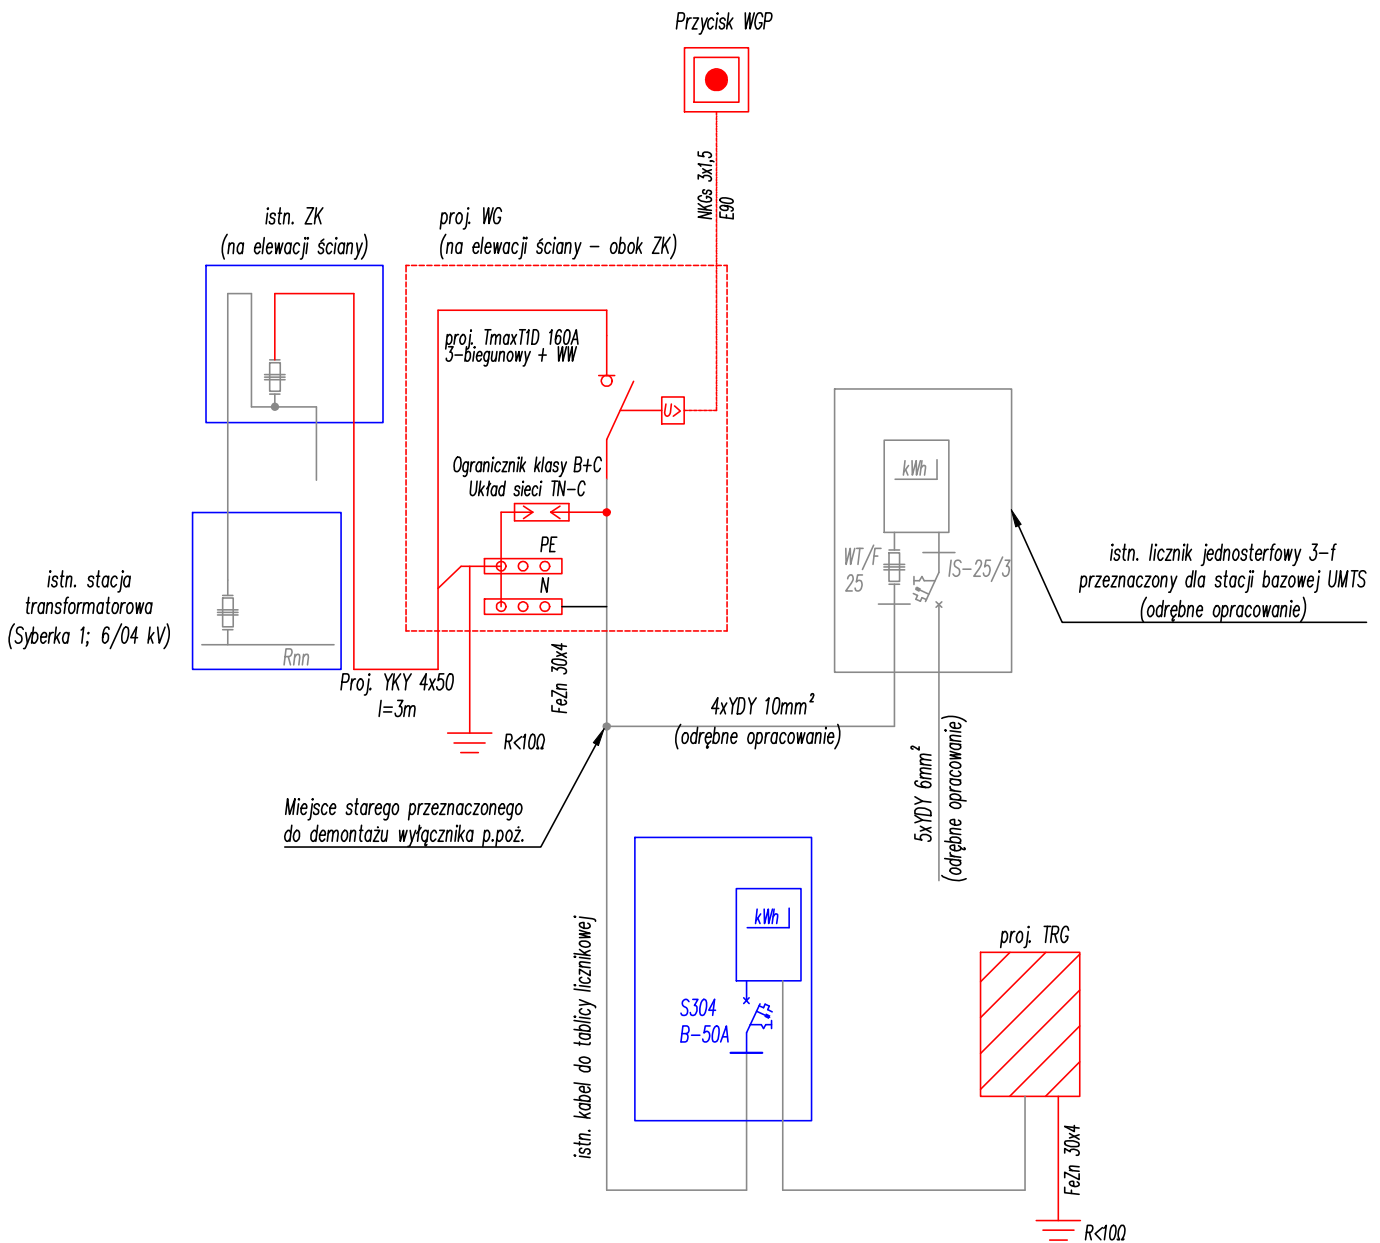 Przycisk WGP
NKGs 3x1,5
E90
istn. ZK
(na elewacji ściany)
proj. WG
(na elewacji ściany - obok ZK)
proj. TmaxT1D 160A
3-biegunowy + WW
U>
Ogranicznik klasy B+C
Układ sieci TN-C
PE
N
kWh
WT/F
25
IS-25/3
istn. licznik jednosterfowy 3-f
przeznaczony dla stacji bazowej UMTS
(odrębne opracowanie)
istn. stacja
transformatorowa
(Syberka 1; 6/04 kV)
Rnn
Proj. YKY 4x50
l=3m
FeZn 30x4
R<10Ω
4xYDY 10mm²
(odrębne opracowanie)
5xYDY 6mm²
(odrębne opracowanie)
Miejsce starego przeznaczonego
do demontażu wyłącznika p.poż.
istn. kabel do tablicy licznikowej
kWh
S304
B-50A
proj. TRG
FeZn 30x4
R<10Ω